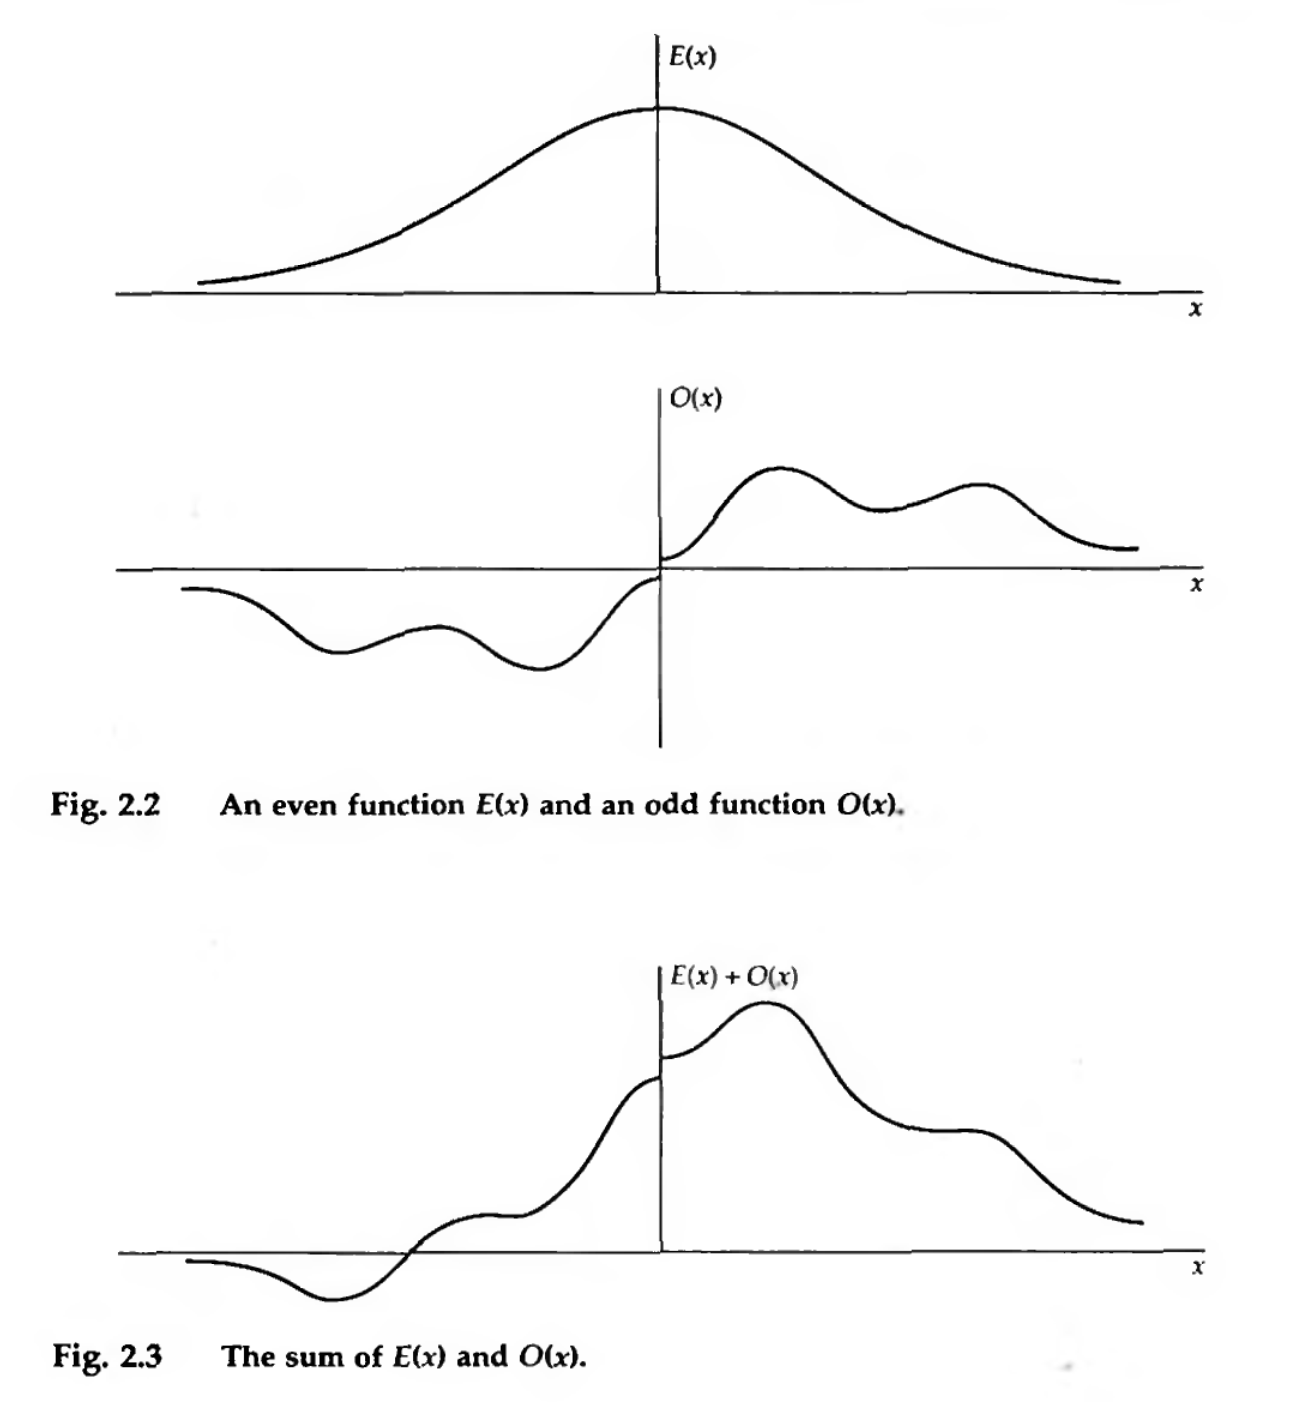 E(x)
x
O(x)
x
Fig. 2.2 An even function E(x) and an odd function O(x).
E(x) + O(x)
x
Fig. 2.3 The sum of E(x) and O(x).